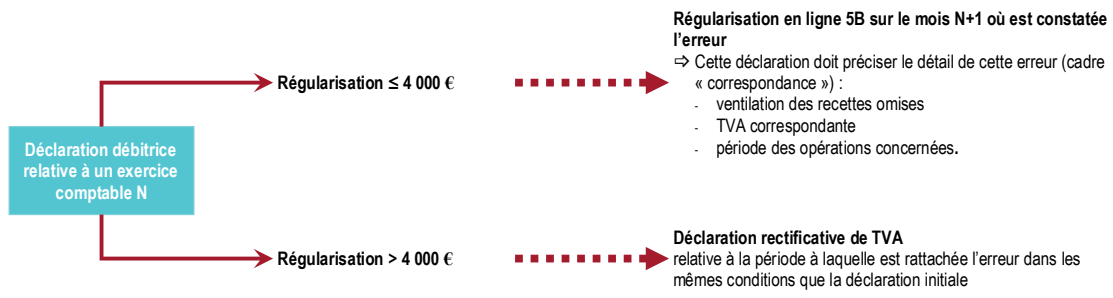 Déclaration débitrice
relative à un exercice
comptable N
Régularisation ≤ 4 000 €
Régularisation en ligne 5B sur le mois N+1 où est constatée
l’erreur
⇨ Cette déclaration doit préciser le détail de cette erreur (cadre
« correspondance ») :
- ventilation des recettes omises
- TVA correspondante
- période des opérations concernées.
Régularisation > 4 000 €
Déclaration rectificative de TVA
relative à la période à laquelle est rattachée l’erreur dans les
mêmes conditions que la déclaration initiale